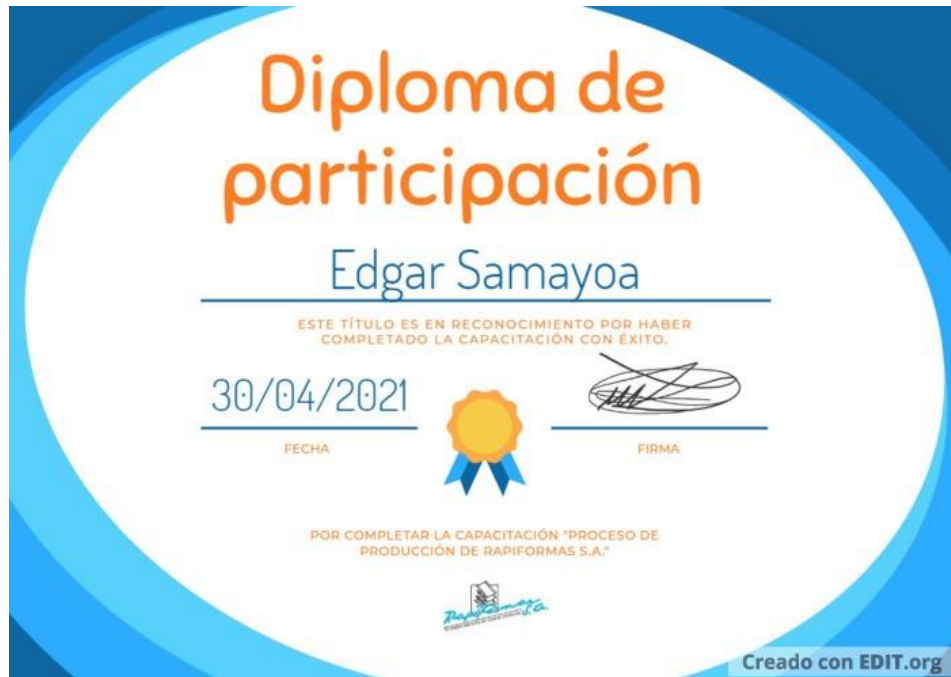 Diploma de
participación
Edgar Samayoa
ESTE TÍTULO ES EN RECONOCIMIENTO POR HABER
COMPLETADO LA CAPACITACIÓN CON ÉXITO.
30/04/2021
FECHA
FIRMA
POR COMPLETAR LA CAPACITACIÓN "PROCESO DE
PRODUCCIÓN DE RAPIFORMAS S.A."
Rapiformas S.A.
Creado con EDIT.org